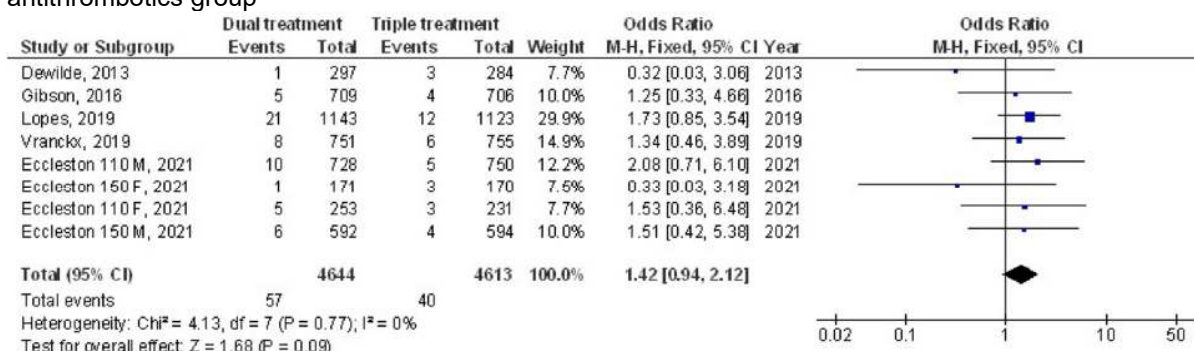 antithrombotics group
Dual treatment Triple treatment Odds Ratio Odds Ratio
Study or Subgroup Events Total Events Total Weight M-H, Fixed, 95% CI Year M-H, Fixed, 95% CI
Dewilde, 2013 1 297 3 284 7.7% 0.32 [0.03, 3.06] 2013
Gibson, 2016 5 709 4 706 10.0% 1.25 [0.33, 4.66] 2016
Lopes, 2019 21 1143 12 1123 29.9% 1.73 [0.85, 3.54] 2019
Vranckx, 2019 8 751 6 755 14.9% 1.34 [0.46, 3.89] 2019
Eccleston 110 M, 2021 10 728 5 750 12.2% 2.08 [0.71, 6.10] 2021
Eccleston 150 F, 2021 1 171 3 170 7.5% 0.33 [0.03, 3.18] 2021
Eccleston 110 F, 2021 5 253 3 231 7.7% 1.53 [0.36, 6.48] 2021
Eccleston 150 M, 2021 6 592 4 594 10.0% 1.51 [0.42, 5.38] 2021
Total (95% CI) 4644 4613 100.0% 1.42 [0.94, 2.12]
Total events 57 40
Heterogeneity: Chi² = 4.13, df = 7 (P = 0.77); I² = 0%
Test for overall effect: Z = 1.68 (P = 0.09)
0.02 0.1 1 10 50